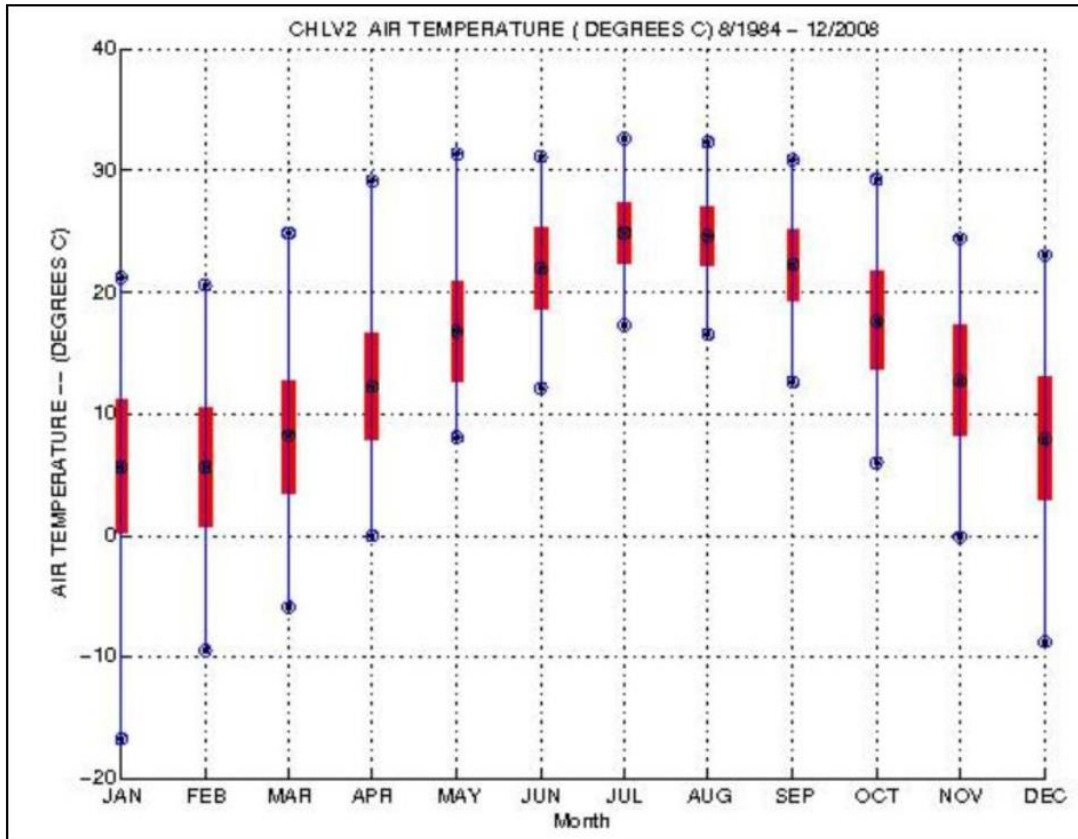 CHLV2 AIR TEMPERATURE ( DEGREES C) 8/1984 – 12/2008
40
30
20
10
0
−10
−20
AIR TEMPERATURE −− (DEGREES C)
JAN FEB MAR APR MAY JUN JUL AUG SEP OCT NOV DEC
Month